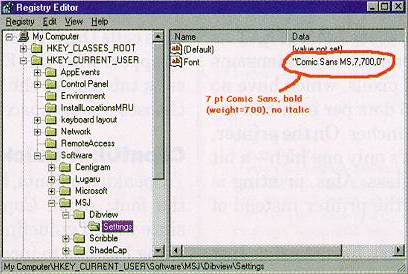 Registry Editor
Registry Edit View Help
My Computer
HKEY_CLASSES_ROOT
HKEY_CURRENT_USER
AppEvents
Control Panel
Environment
InstallLocationsMRU
keyboard layout
Network
RemoteAccess
Software
Centigram
Lugaru
Microsoft
MSJ
Dibview
Settings
Scribble
ShadeCap
Name Data
(Default) (value not set)
Font "Comic Sans MS,7,700,0"
7 pt Comic Sans, bold
(weight=700), no italic
My Computer\HKEY_CURRENT_USER\Software\MSJ\Dibview\Settings